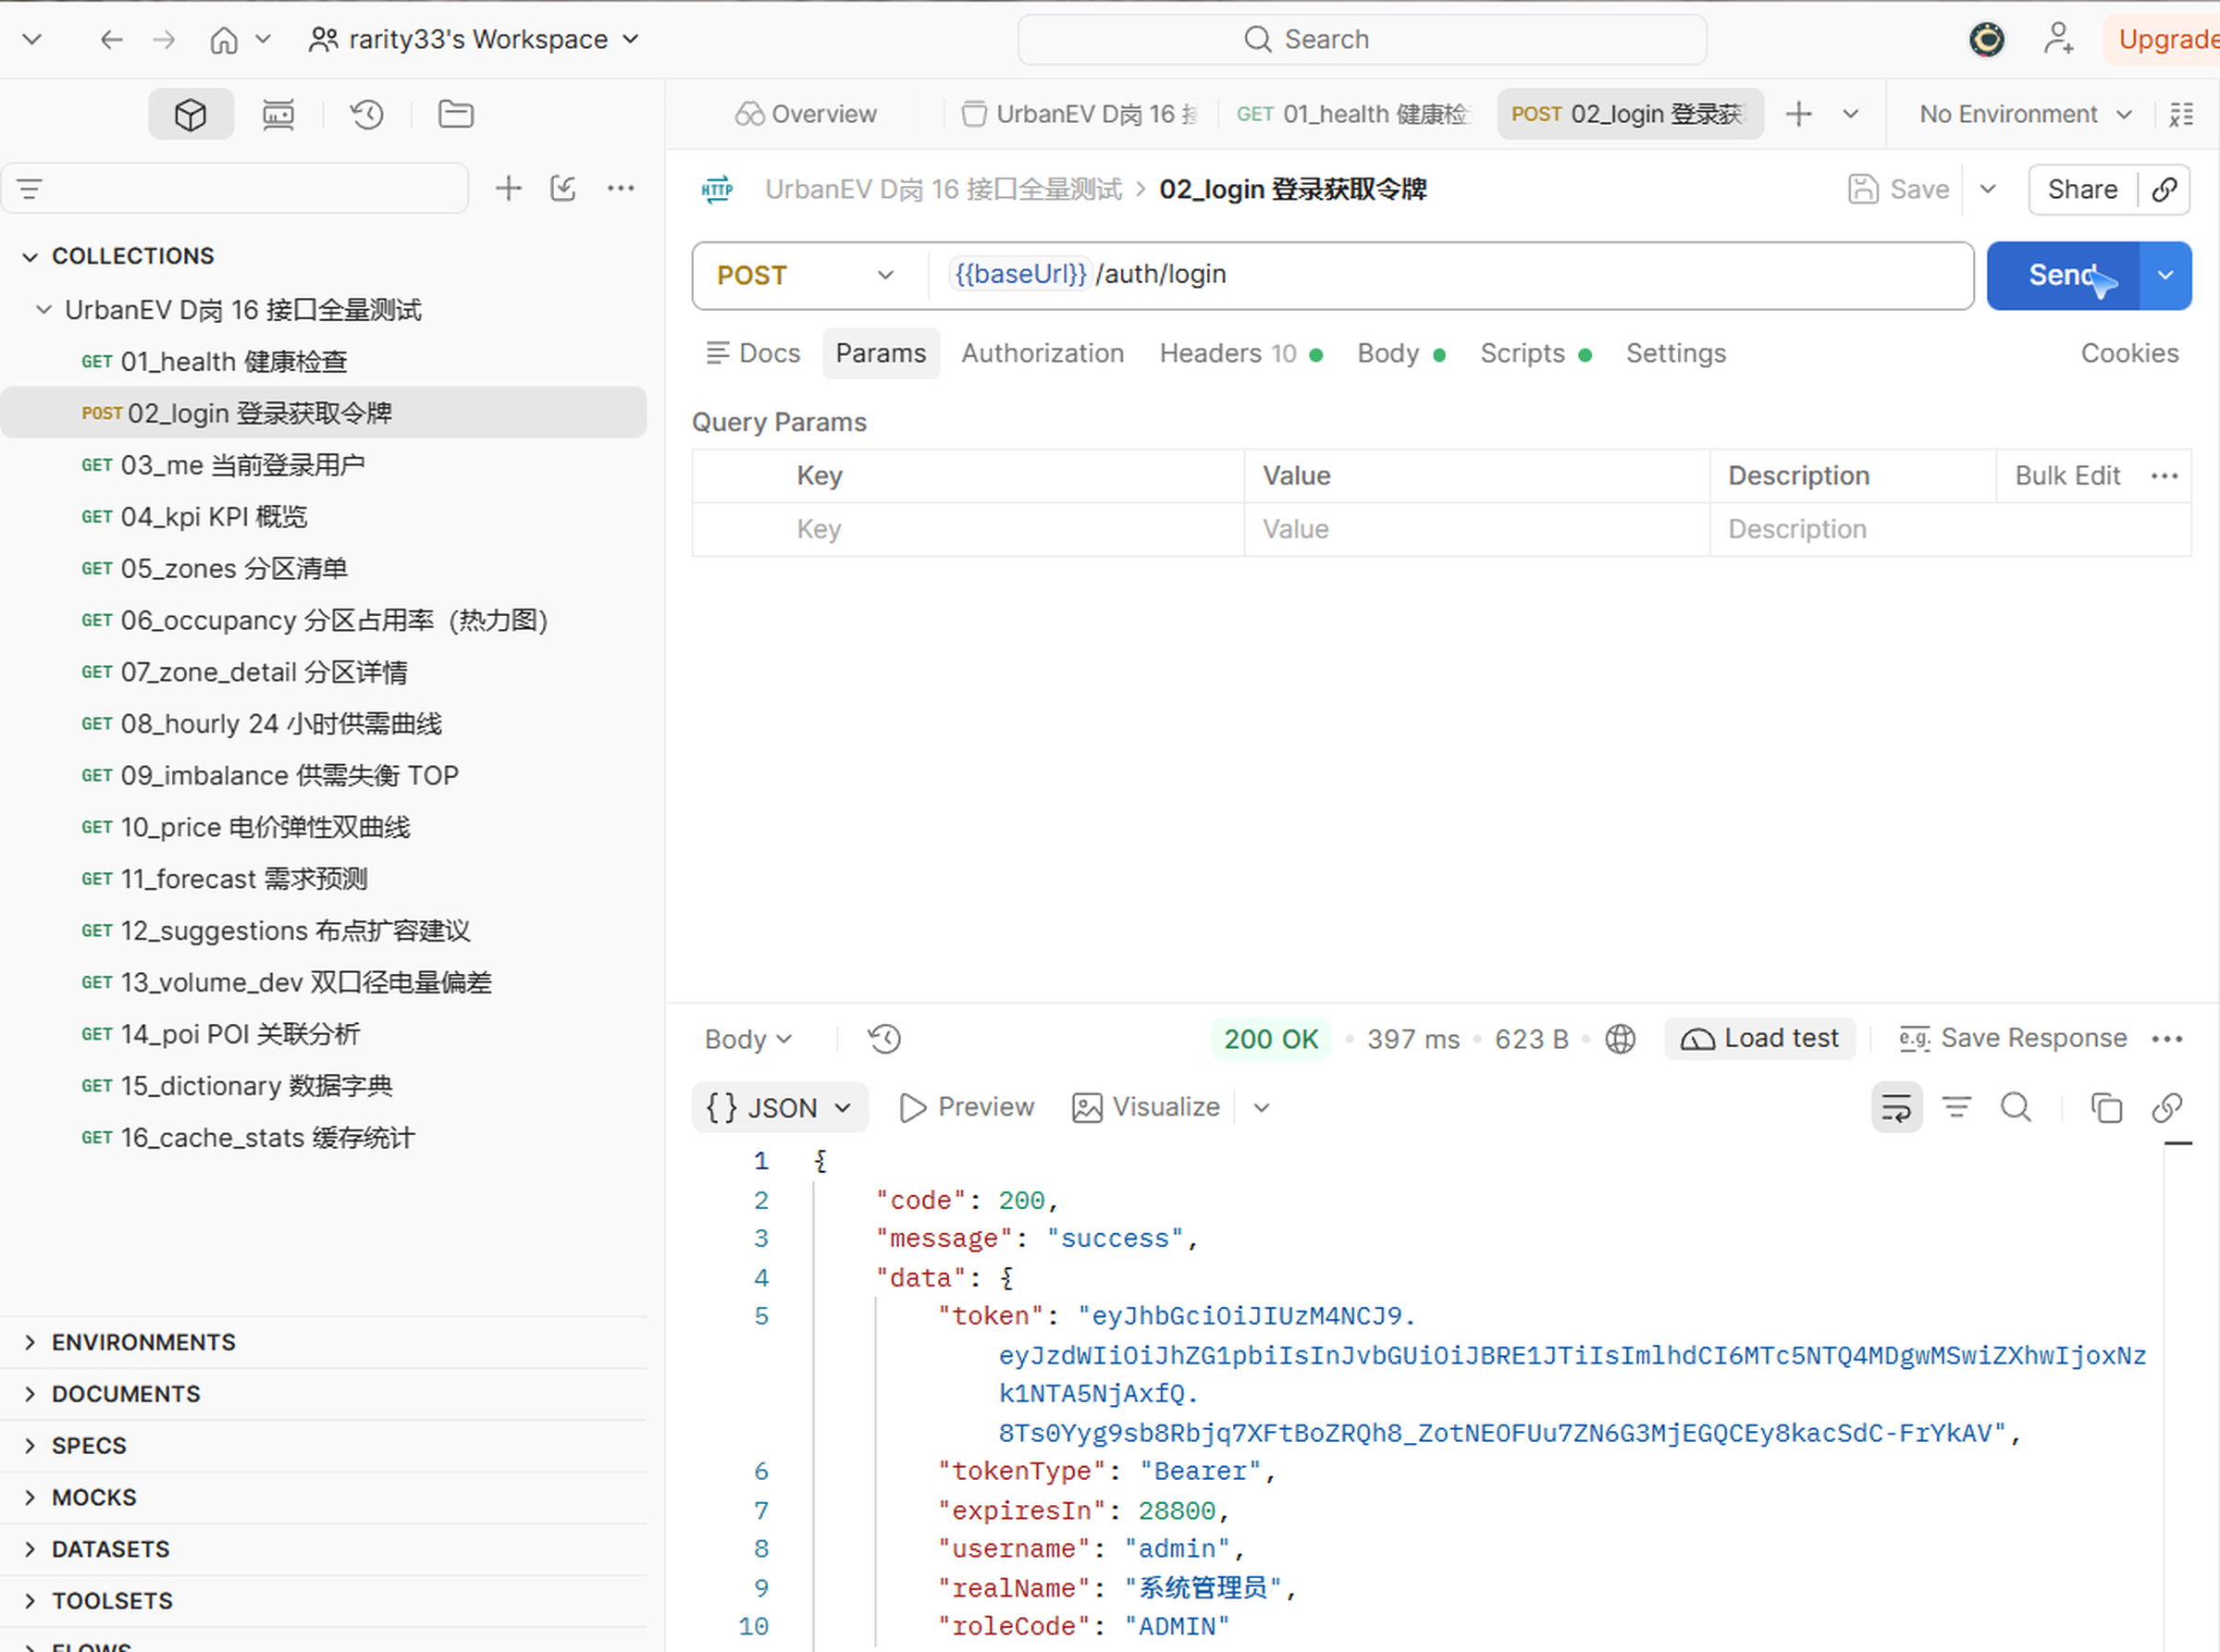 rarity33's Workspace
Search
Upgrade
Overview
UrbanEV D岗 16 接
GET 01_health 健康检
POST 02_login 登录获
No Environment
HTTP
UrbanEV D岗 16 接口全量测试 > 02_login 登录获取令牌
Save
Share
COLLECTIONS
UrbanEV D岗 16 接口全量测试
GET 01_health 健康检查
POST 02_login 登录获取令牌
GET 03_me 当前登录用户
GET 04_kpi KPI 概览
GET 05_zones 分区清单
GET 06_occupancy 分区占用率（热力图）
GET 07_zone_detail 分区详情
GET 08_hourly 24 小时供需曲线
GET 09_imbalance 供需失衡 TOP
GET 10_price 电价弹性双曲线
GET 11_forecast 需求预测
GET 12_suggestions 布点扩容建议
GET 13_volume_dev 双口径电量偏差
GET 14_poi POI 关联分析
GET 15_dictionary 数据字典
GET 16_cache_stats 缓存统计
ENVIRONMENTS
DOCUMENTS
SPECS
MOCKS
DATASETS
TOOLSETS
FLOWS
POST
{{baseUrl}}/auth/login
Send
Docs Params Authorization Headers 10 Body Scripts Settings Cookies
Query Params
Key Value Description Bulk Edit
Key Value Description
Body
200 OK • 397 ms • 623 B
Load test
e.g. Save Response
{} JSON Preview Visualize
1 {
2 "code": 200,
3 "message": "success",
4 "data": {
5 "token": "eyJhbGciOiJIUzM4NCJ9.
eyJzdWIiOiJhZG1pbiIsInJvbGUiOiJBRE1JTiIsImlhdCI6MTc5NTQ4MDgwMSwiZXhwIjoxNz
k1NTA5NjAxfQ.
8Ts0Yyg9sb8Rbjq7XFtBoZRQh8_ZotNEOFUu7ZN6G3MjEGQCEy8kacSdC-FrYkAV",
6 "tokenType": "Bearer",
7 "expiresIn": 28800,
8 "username": "admin",
9 "realName": "系统管理员",
10 "roleCode": "ADMIN"